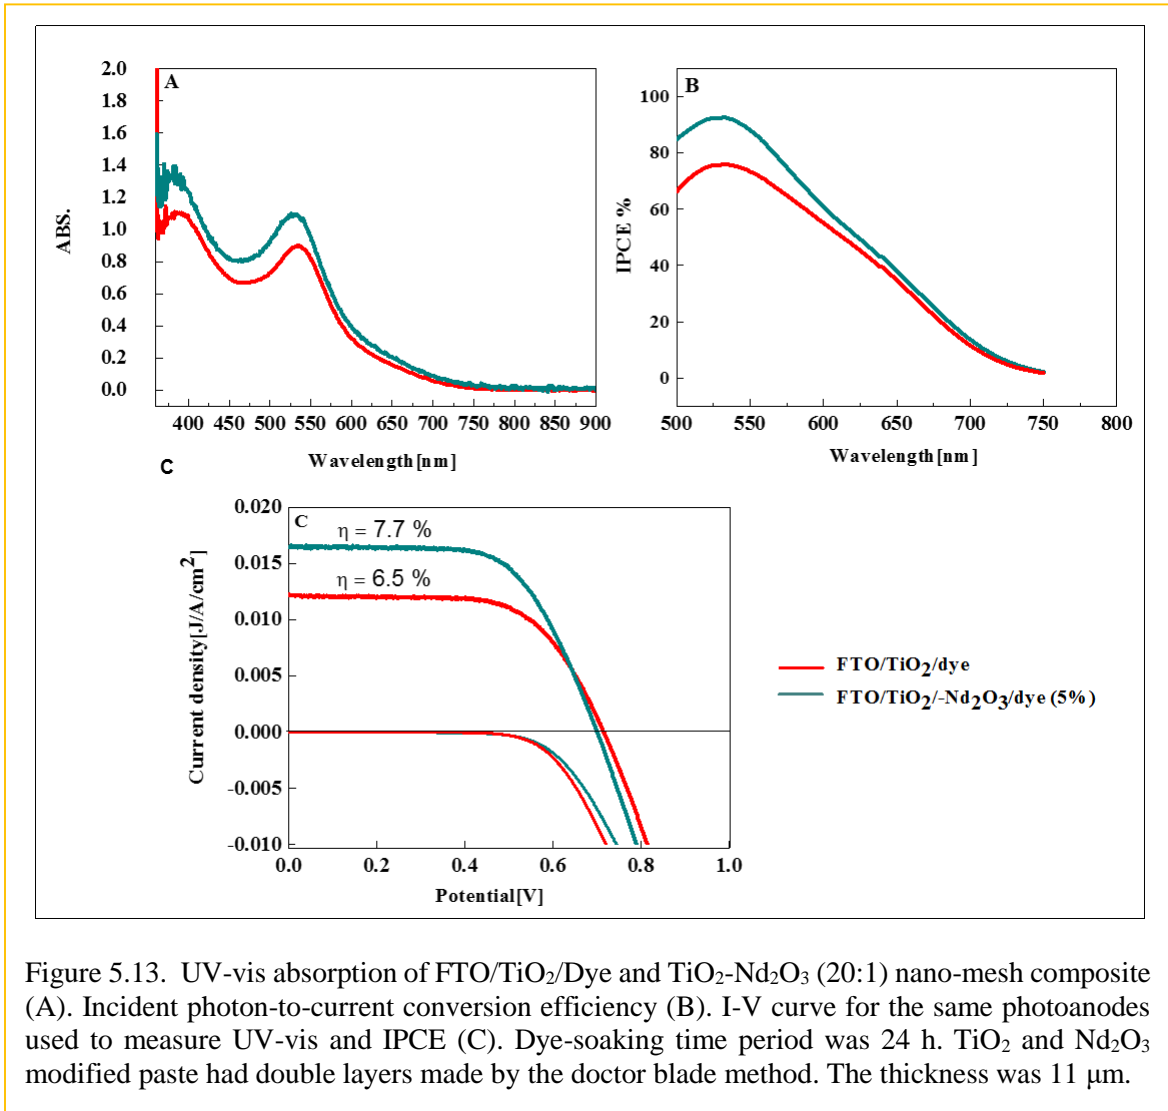 A
ABS.
2.0
1.8
1.6
1.4
1.2
1.0
0.8
0.6
0.4
0.2
0.0
400 450 500 550 600 650 700 750 800 850 900
Wavelength[nm]
B
IPCE %
100
80
60
40
20
0
500 550 600 650 700 750 800
Wavelength[nm]
C
C
Current density[J/A/cm²]
0.020
0.015
0.010
0.005
0.000
-0.005
-0.010
η = 7.7 %
η = 6.5 %
0.0 0.2 0.4 0.6 0.8 1.0
Potential[V]
FTO/TiO₂/dye
FTO/TiO₂/-Nd₂O₃/dye (5%)
Figure 5.13. UV-vis absorption of FTO/TiO₂/Dye and TiO₂-Nd₂O₃ (20:1) nano-mesh composite
(A). Incident photon-to-current conversion efficiency (B). I-V curve for the same photoanodes
used to measure UV-vis and IPCE (C). Dye-soaking time period was 24 h. TiO₂ and Nd₂O₃
modified paste had double layers made by the doctor blade method. The thickness was 11 μm.